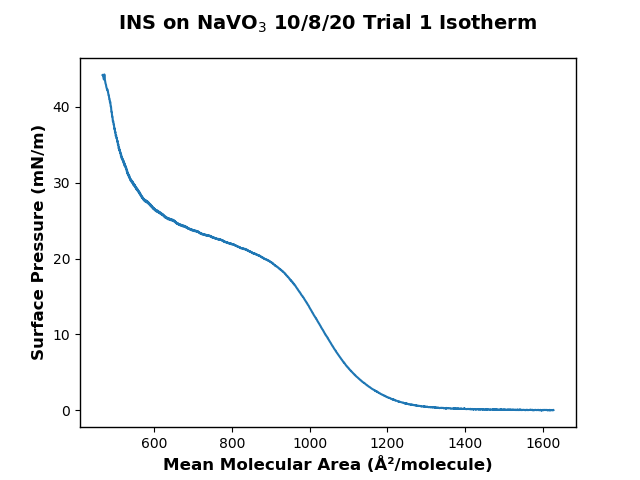 INS on NaVO₃ 10/8/20 Trial 1 Isotherm
40
30
20
10
0
Surface Pressure (mN/m)
600 800 1000 1200 1400 1600
Mean Molecular Area (Å²/molecule)